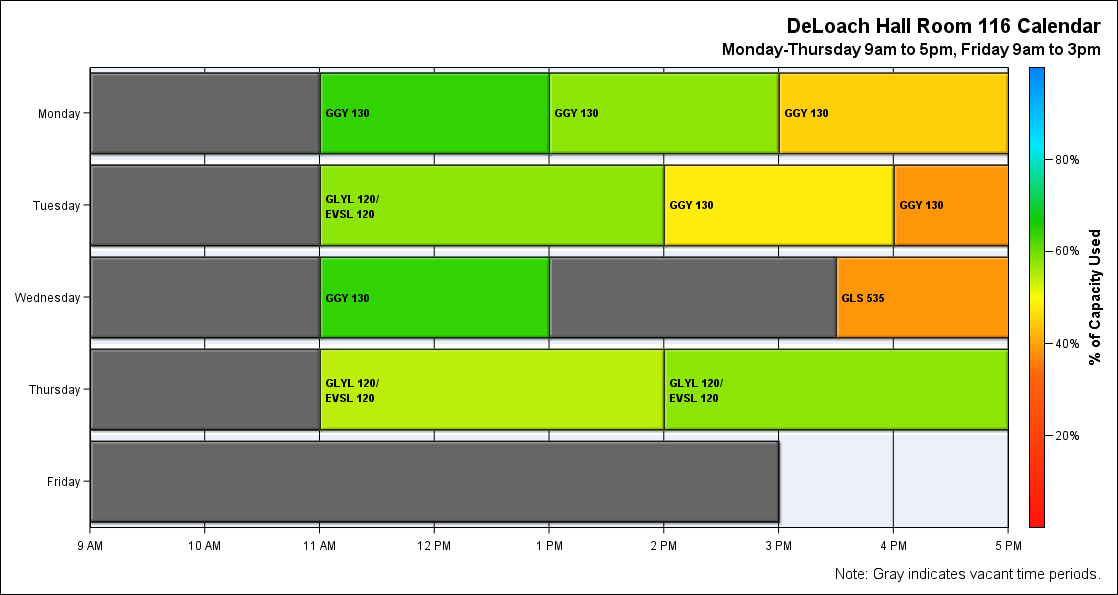 DeLoach Hall Room 116 Calendar
Monday-Thursday 9am to 5pm, Friday 9am to 3pm
Monday
GGY 130
GGY 130
GGY 130
Tuesday
GLYL 120/
EVSL 120
GGY 130
GGY 130
Wednesday
GGY 130
GLS 535
Thursday
GLYL 120/
EVSL 120
GLYL 120/
EVSL 120
Friday
9 AM
10 AM
11 AM
12 PM
1 PM
2 PM
3 PM
4 PM
5 PM
80%
60%
40%
20%
% of Capacity Used
Note: Gray indicates vacant time periods.